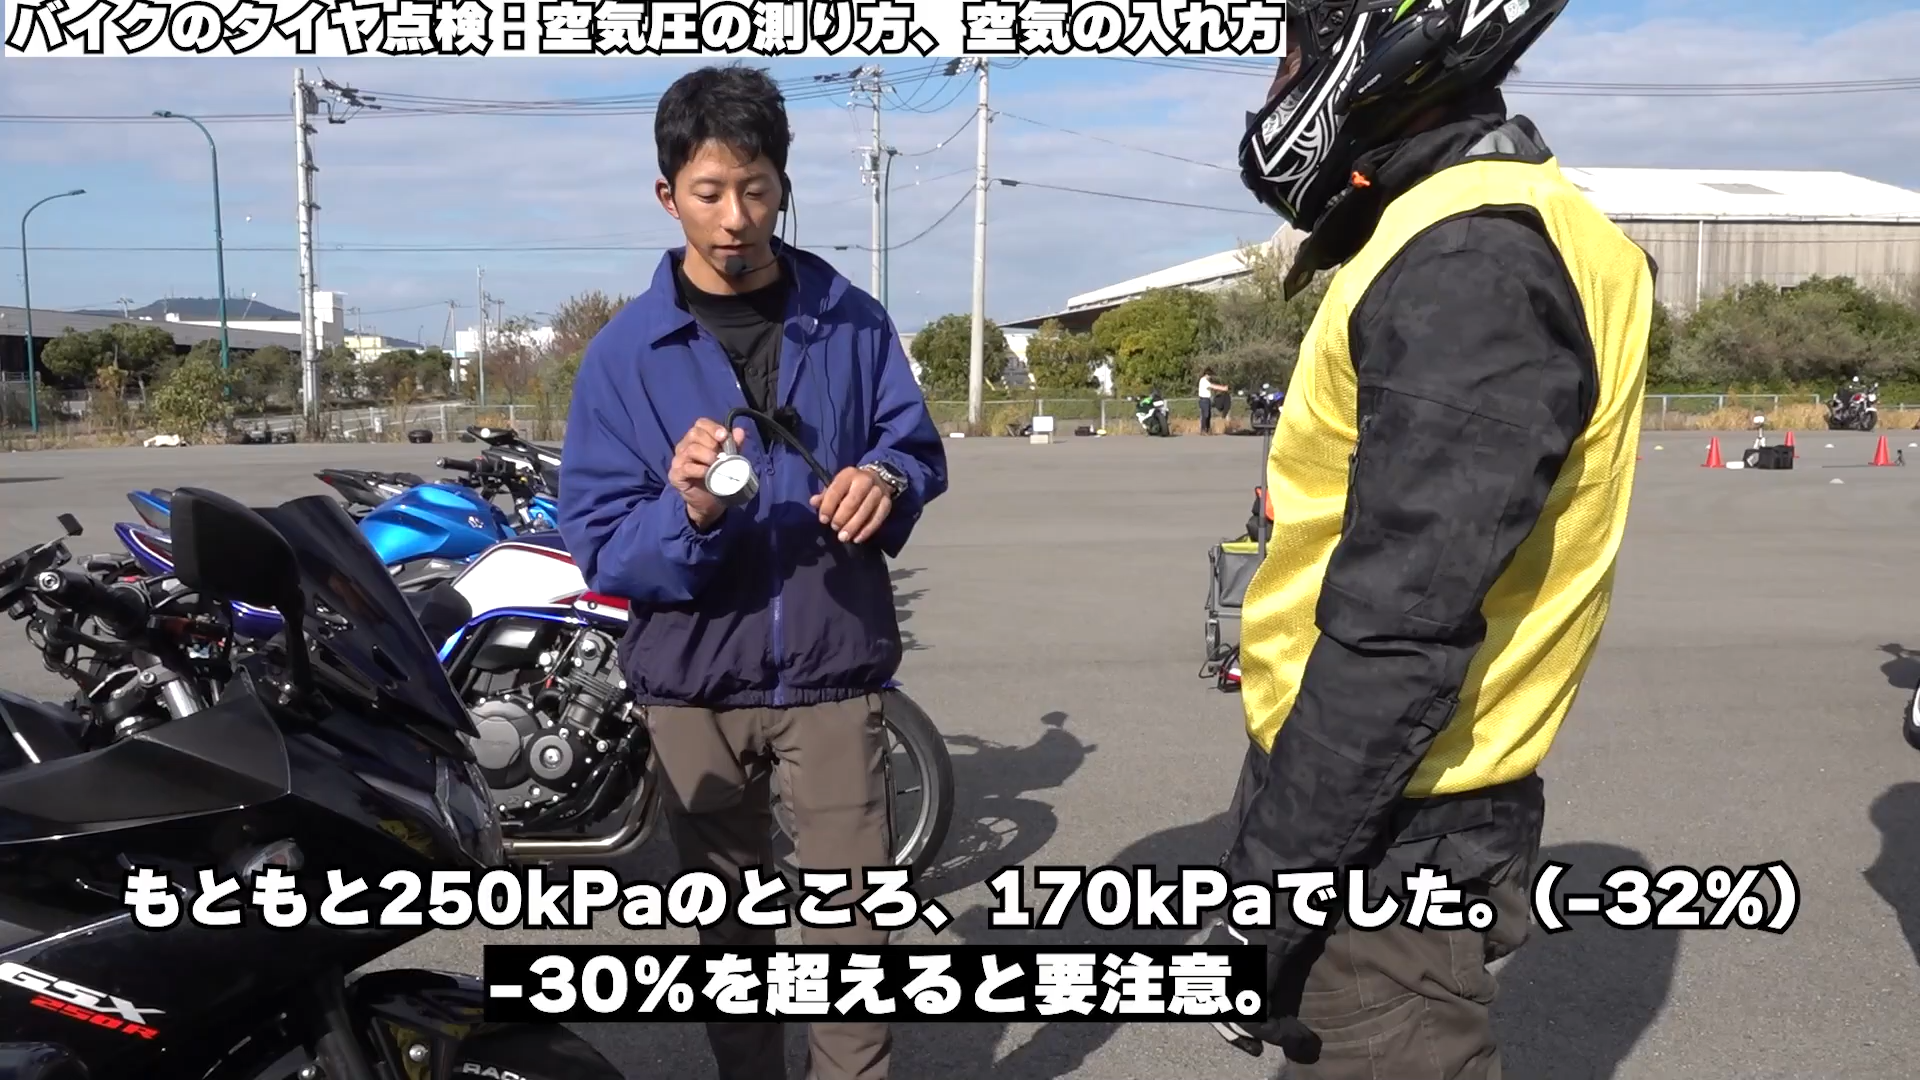 バイクのタイヤ点検：空気圧の測り方、空気の入れ方
もともと250kPaのところ、170kPaでした。（-32%）
-30%を超えると要注意。
GSX
250R